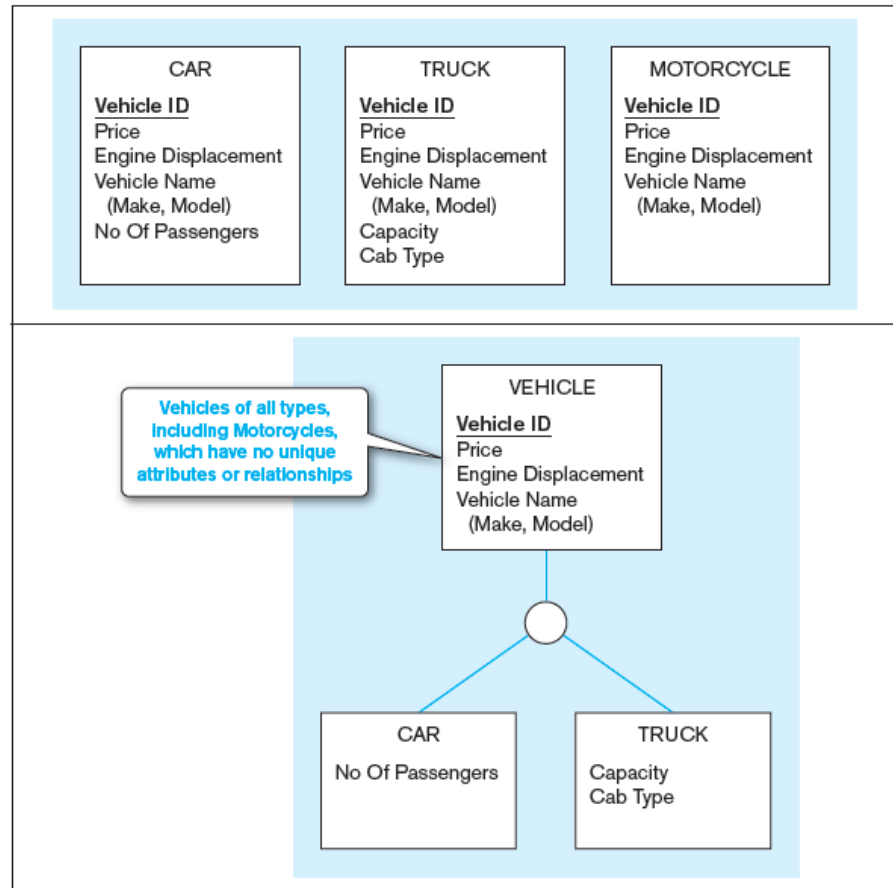 CAR
Vehicle ID
Price
Engine Displacement
Vehicle Name
(Make, Model)
No Of Passengers
TRUCK
Vehicle ID
Price
Engine Displacement
Vehicle Name
(Make, Model)
Capacity
Cab Type
MOTORCYCLE
Vehicle ID
Price
Engine Displacement
Vehicle Name
(Make, Model)
Vehicles of all types,
including Motorcycles,
which have no unique
attributes or relationships
VEHICLE
Vehicle ID
Price
Engine Displacement
Vehicle Name
(Make, Model)
CAR
No Of Passengers
TRUCK
Capacity
Cab Type